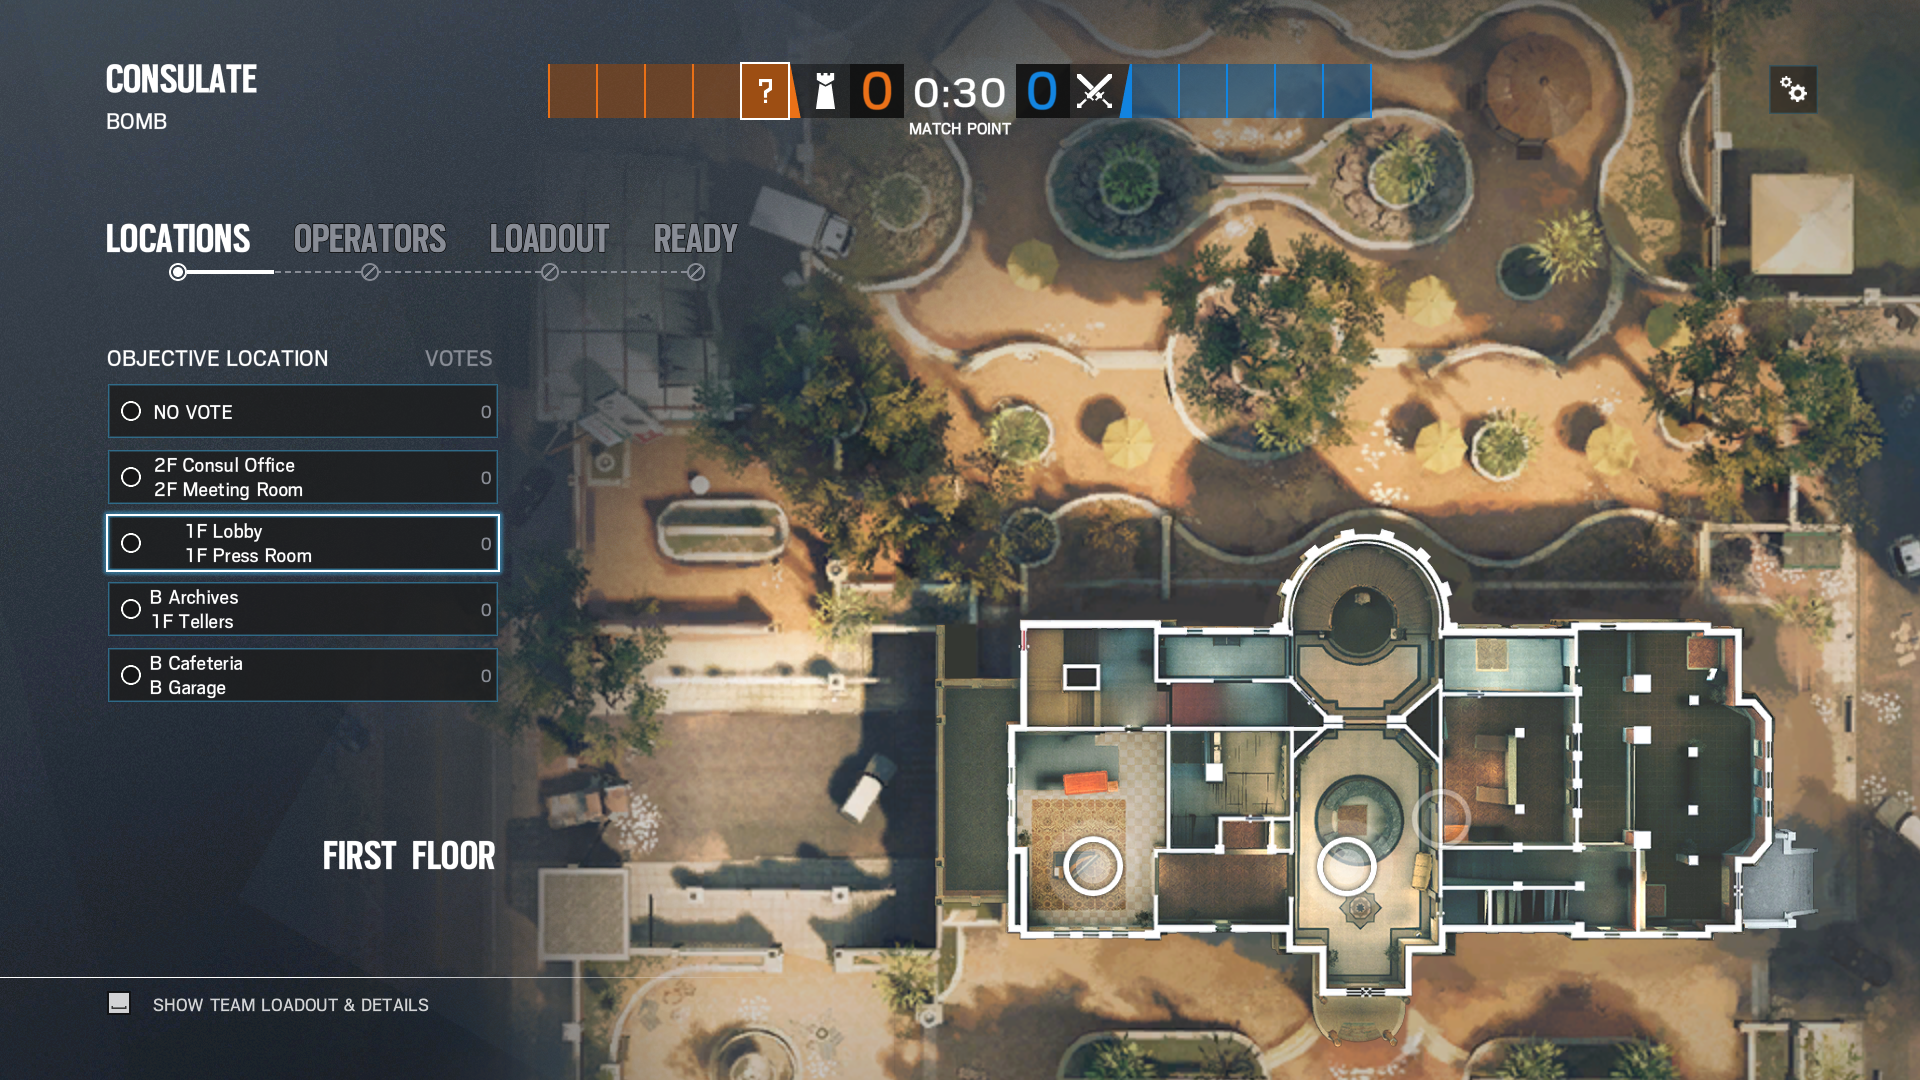 CONSULATE
BOMB
?
0
0:30
0
MATCH POINT
LOCATIONS
OPERATORS
LOADOUT
READY
OBJECTIVE LOCATION
VOTES
NO VOTE
0
2F Consul Office
2F Meeting Room
0
1F Lobby
1F Press Room
0
B Archives
1F Tellers
0
B Cafeteria
B Garage
0
FIRST FLOOR
SHOW TEAM LOADOUT & DETAILS